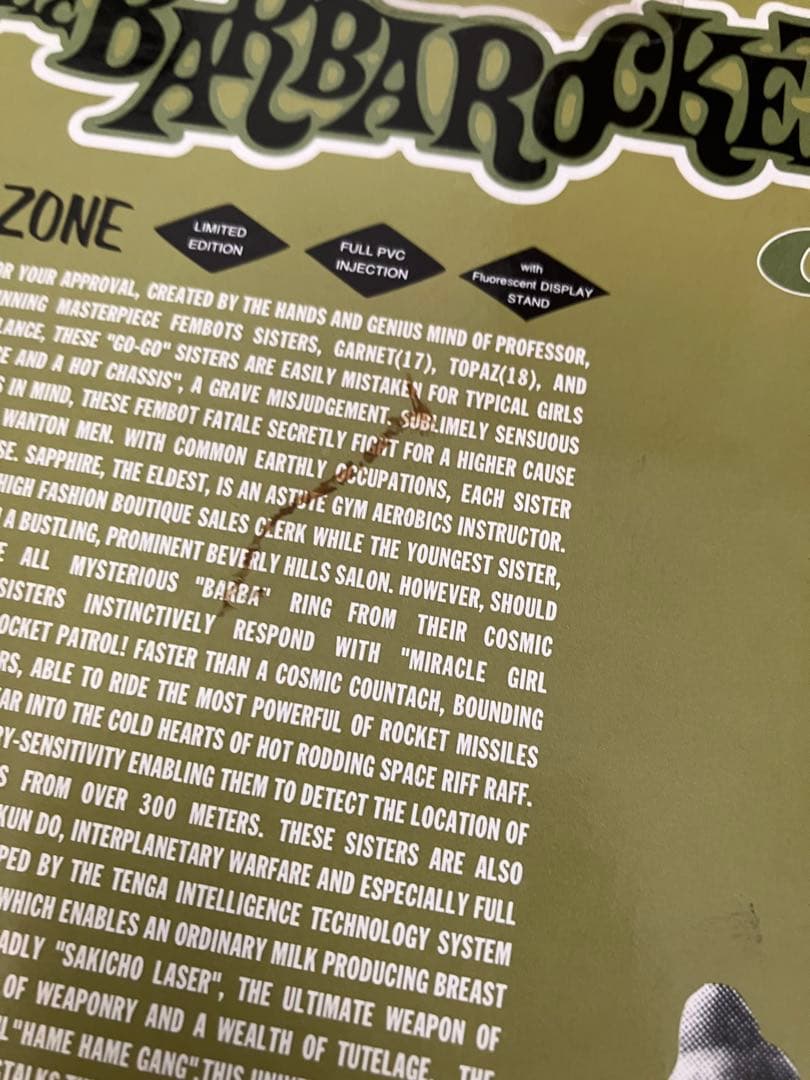 BARBAROCKE
ZONE
LIMITED
EDITION
FULL PVC
INJECTION
with
Fluorescent DISPLAY
STAND
OR YOUR APPROVAL, CREATED BY THE HANDS AND GENIUS MIND OF PROFESSOR,
NNING MASTERPIECE FEMBOTS SISTERS, GARNET(17), TOPAZ(18), AND
LANCE, THESE "GO-GO" SISTERS ARE EASILY MISTAKEN FOR TYPICAL GIRLS
CE AND A HOT CHASSIS", A GRAVE MISJUDGEMENT. SUBLIMELY SENSUOUS
S IN MIND, THESE FEMBOT FATALE SECRETLY FIGHT FOR A HIGHER CAUSE
WANTON MEN. WITH COMMON EARTHLY OCCUPATIONS, EACH SISTER
SE. SAPPHIRE, THE ELDEST, IS AN ASTUTE GYM AEROBICS INSTRUCTOR.
HIGH FASHION BOUTIQUE SALES CLERK WHILE THE YOUNGEST SISTER,
A BUSTLING, PROMINENT BEVERLY HILLS SALON. HOWEVER, SHOULD
E ALL MYSTERIOUS "BARBA" RING FROM THEIR COSMIC
SISTERS INSTINCTIVELY RESPOND WITH "MIRACLE GIRL
OCKET PATROL! FASTER THAN A COSMIC COUNTACH, BOUNDING
RS, ABLE TO RIDE THE MOST POWERFUL OF ROCKET MISSILES
AR INTO THE COLD HEARTS OF HOT RODDING SPACE RIFF RAFF.
RY-SENSITIVITY ENABLING THEM TO DETECT THE LOCATION OF
S FROM OVER 300 METERS. THESE SISTERS ARE ALSO
KUN DO, INTERPLANETARY WARFARE AND ESPECIALLY FULL
PED BY THE TENGA INTELLIGENCE TECHNOLOGY SYSTEM
WHICH ENABLES AN ORDINARY MILK PRODUCING BREAST
ADLY "SAKICHO LASER", THE ULTIMATE WEAPON OF
OF WEAPONRY AND A WEALTH OF TUTELAGE. THE
L "HAME HAME GANG". THIS